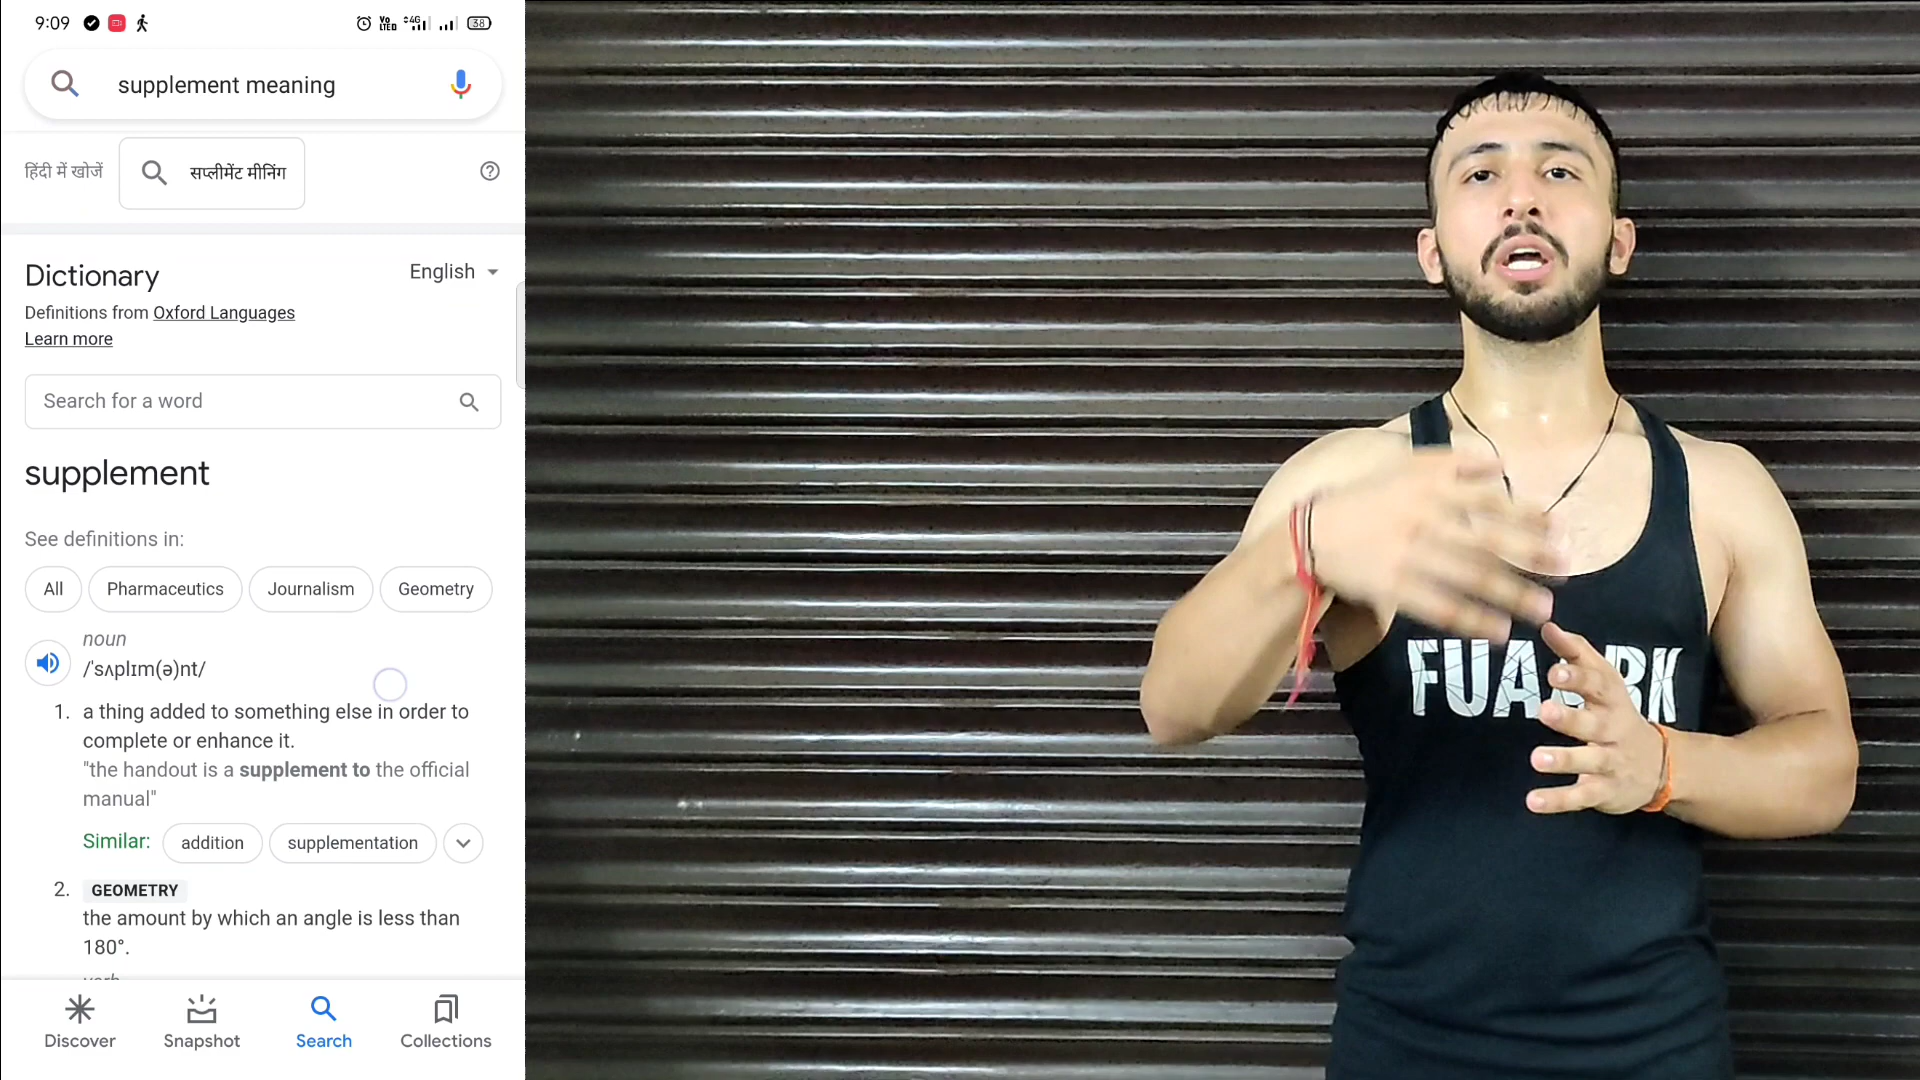 9:09
38
supplement meaning
हिंदी में खोजें
सप्लीमेंट मीनिंग
Dictionary
English
Definitions from Oxford Languages
Learn more
Search for a word
supplement
See definitions in:
All
Pharmaceutics
Journalism
Geometry
noun
/ˈsʌplɪm(ə)nt/
1. a thing added to something else in order to
complete or enhance it.
"the handout is a supplement to the official
manual"
Similar:
addition
supplementation
2. GEOMETRY
the amount by which an angle is less than
180°.
Discover
Snapshot
Search
Collections